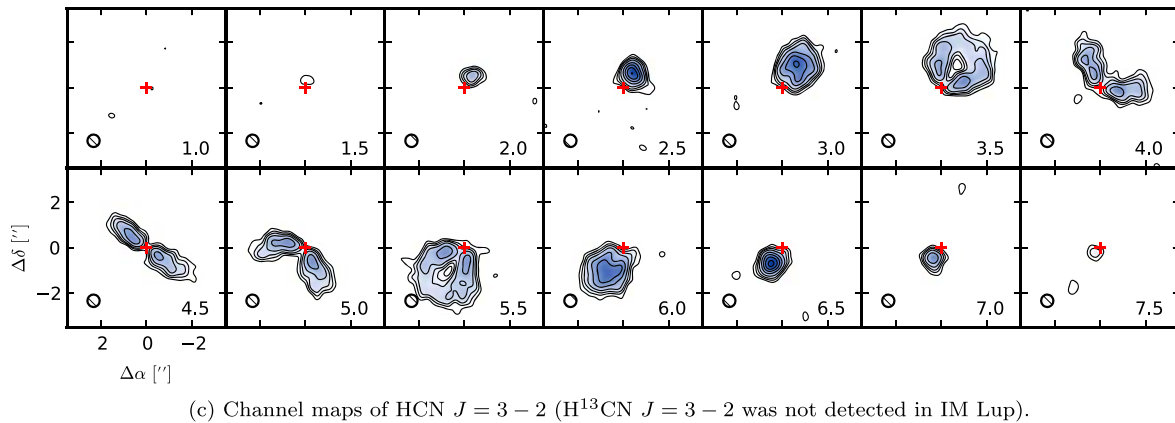 1.0 1.5 2.0 2.5 3.0 3.5 4.0
2 0 −2 Δδ [′′] 4.5 5.0 5.5 6.0 6.5 7.0 7.5
2 0 −2
Δα [′′]
(c) Channel maps of HCN J = 3 − 2 (H¹³CN J = 3 − 2 was not detected in IM Lup).